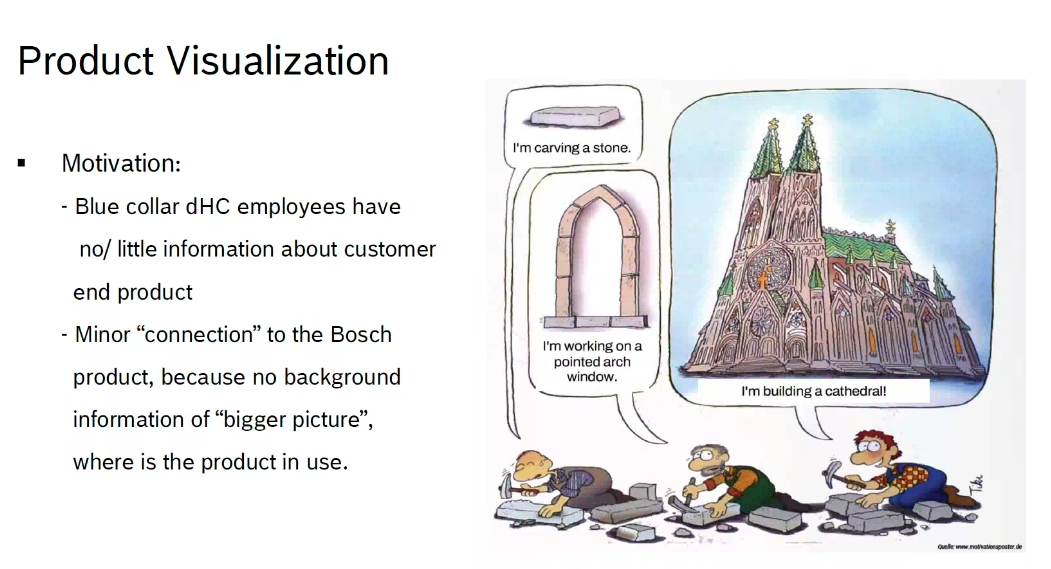 Product Visualization
▪ Motivation:
- Blue collar dHC employees have
no/ little information about customer
end product
- Minor “connection” to the Bosch
product, because no background
information of “bigger picture”,
where is the product in use.
I'm carving a stone.
I'm working on a
pointed arch
window.
I'm building a cathedral!
Tiki
Quelle: www.motivationsposter.de